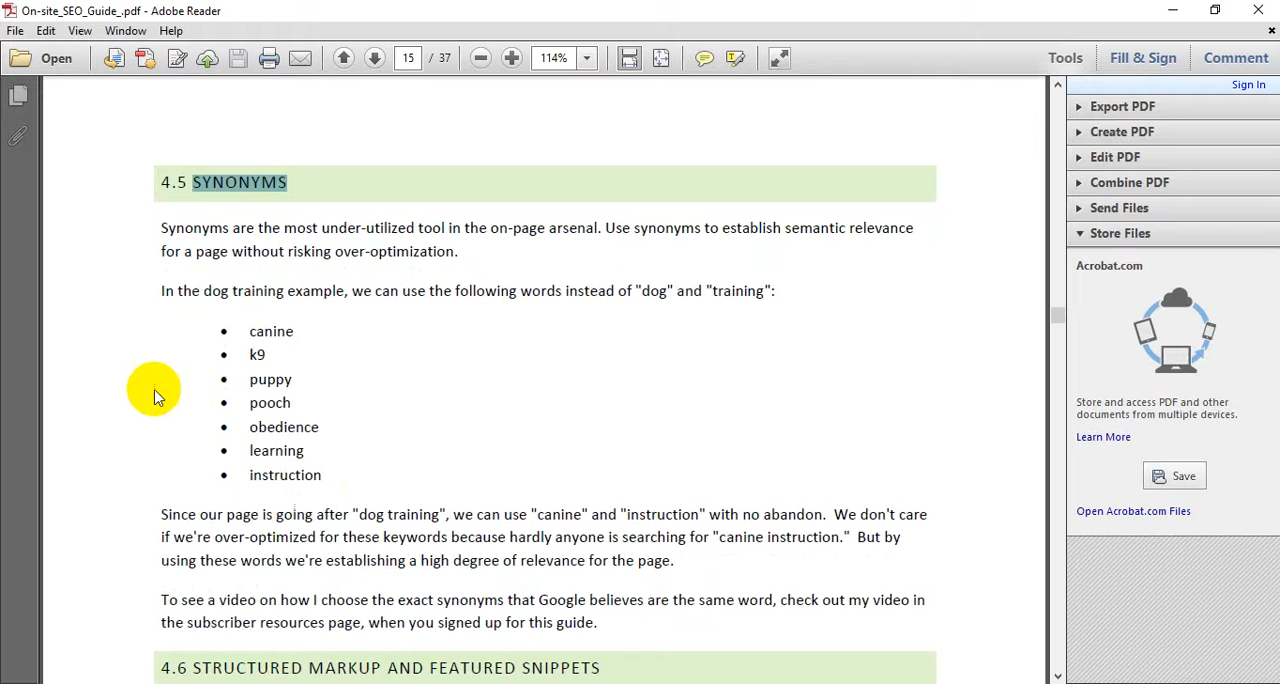 On-site_SEO_Guide_.pdf - Adobe Reader
File Edit View Window Help
Open 15 / 37 114% Tools Fill & Sign Comment
Sign In
Export PDF
Create PDF
Edit PDF
Combine PDF
Send Files
Store Files
Acrobat.com
Store and access PDF and other
documents from multiple devices.
Learn More
Save
Open Acrobat.com Files
4.5 SYNONYMS
Synonyms are the most under-utilized tool in the on-page arsenal. Use synonyms to establish semantic relevance
for a page without risking over-optimization.
In the dog training example, we can use the following words instead of "dog" and "training":
• canine
• k9
• puppy
• pooch
• obedience
• learning
• instruction
Since our page is going after "dog training", we can use "canine" and "instruction" with no abandon. We don't care
if we're over-optimized for these keywords because hardly anyone is searching for "canine instruction." But by
using these words we're establishing a high degree of relevance for the page.
To see a video on how I choose the exact synonyms that Google believes are the same word, check out my video in
the subscriber resources page, when you signed up for this guide.
4.6 STRUCTURED MARKUP AND FEATURED SNIPPETS